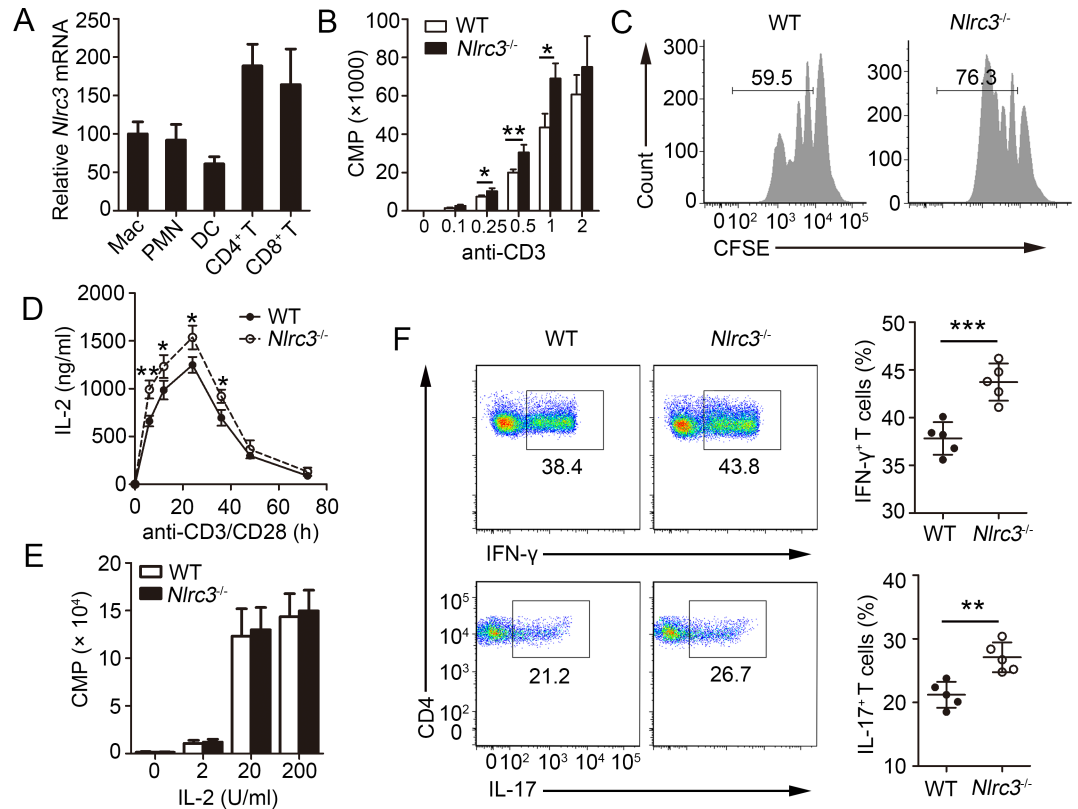 A
Relative Nlrc3 mRNA
250
200
150
100
50
0
Mac
PMN
DC
CD4⁺ T
CD8⁺ T
B
WT
Nlrc3⁻/⁻
CMP (×1000)
100
80
60
40
20
0
*
**
*
0
0.1
0.25
0.5
1
2
anti-CD3
C
WT
Nlrc3⁻/⁻
Count
300
200
100
0
59.5
0 10² 10³ 10⁴ 10⁵
300
200
100
0
76.3
CFSE
D
IL-2 (ng/ml)
2000
1500
1000
500
0
WT
Nlrc3⁻/⁻
**
*
*
*
0 20 40 60 80
anti-CD3/CD28 (h)
E
CMP (× 10⁴)
20
15
10
5
0
WT
Nlrc3⁻/⁻
0 2 20 200
IL-2 (U/ml)
F
WT
Nlrc3⁻/⁻
38.4
43.8
IFN-γ
CD4
10⁵
10⁴
10³
10²
0
21.2
26.7
0 10² 10³ 10⁴ 10⁵
IL-17
IFN-γ⁺ T cells (%)
50
45
40
35
30
***
WT Nlrc3⁻/⁻
IL-17⁺ T cells (%)
40
30
20
10
**
WT Nlrc3⁻/⁻